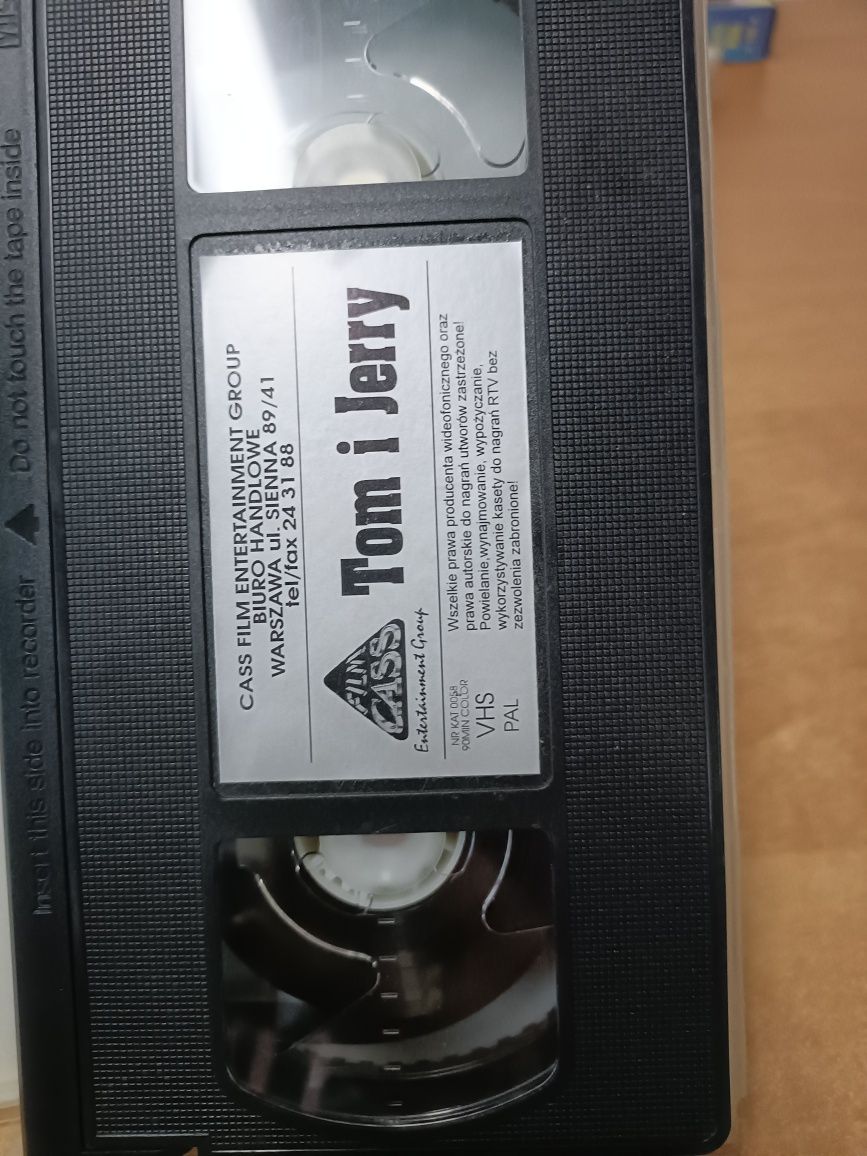 Insert this side into recorder ▲ Do not touch the tape inside
CASS FILM ENTERTAINMENT GROUP
BIURO HANDLOWE
WARSZAWA ul. SIENNA 89/41
tel/fax 24 31 88
FILM
CASS
Entertainment Group
Tom i Jerry
NR KAT 0058
90MIN COLOR
VHS
PAL
Wszelkie prawa producenta wideofonicznego oraz
prawa autorskie do nagrań utworów zastrzeżone!
Powielanie,wynajmowanie, wypożyczanie,
wykorzystywanie kasety do nagrań RTV bez
zezwolenia zabronione!